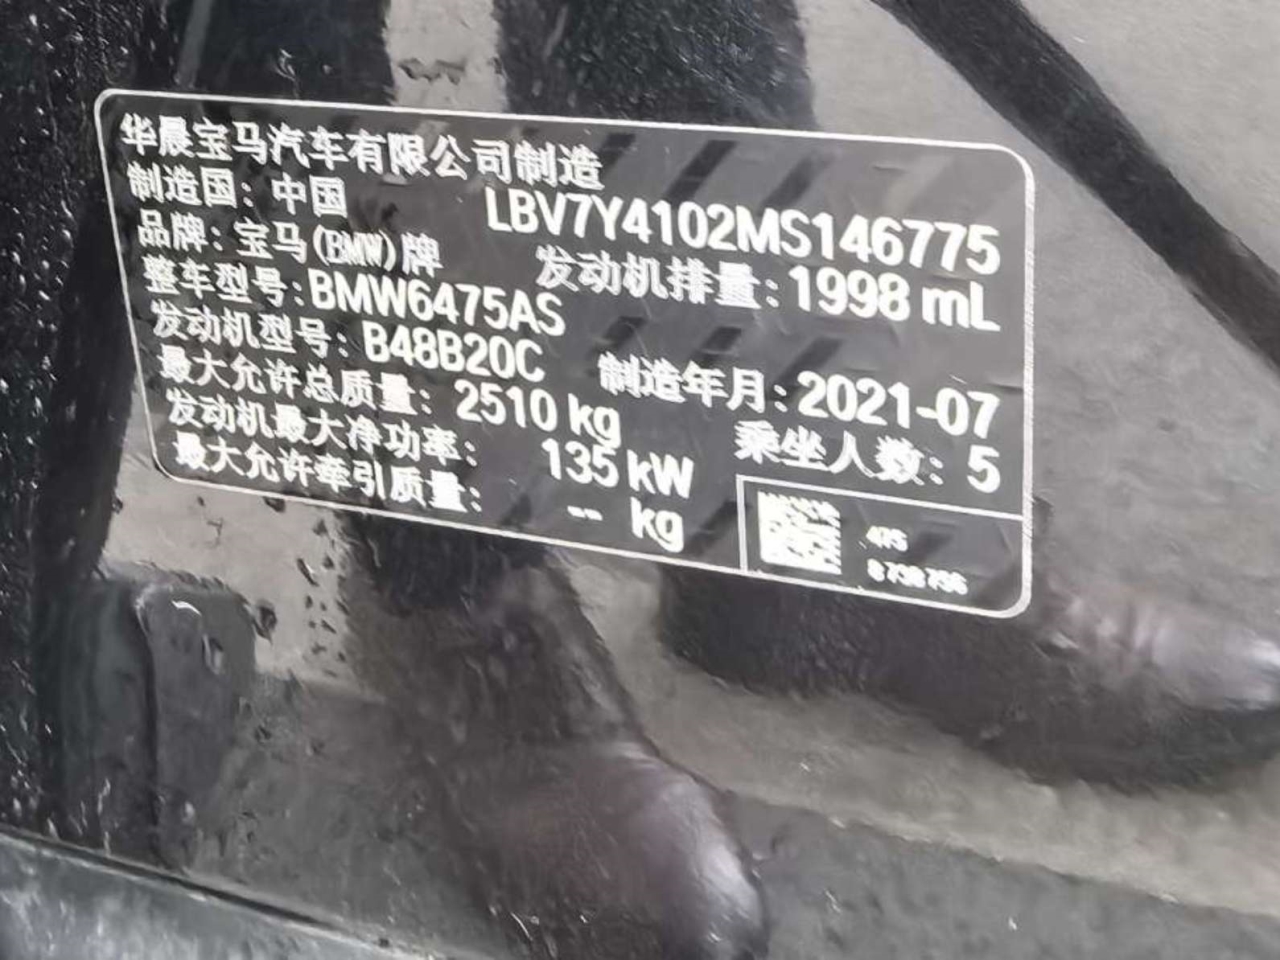 华晨宝马汽车有限公司制造
制造国：中国 LBV7Y4102MS146775
品牌：宝马(BMW)牌 发动机排量：1998 mL
整车型号：BMW6475AS
发动机型号：B48B20C 制造年月：2021-07
最大允许总质量：2510 kg 乘坐人数：5
发动机最大净功率：135 kW
最大允许牵引质量：-- kg
475
8738756